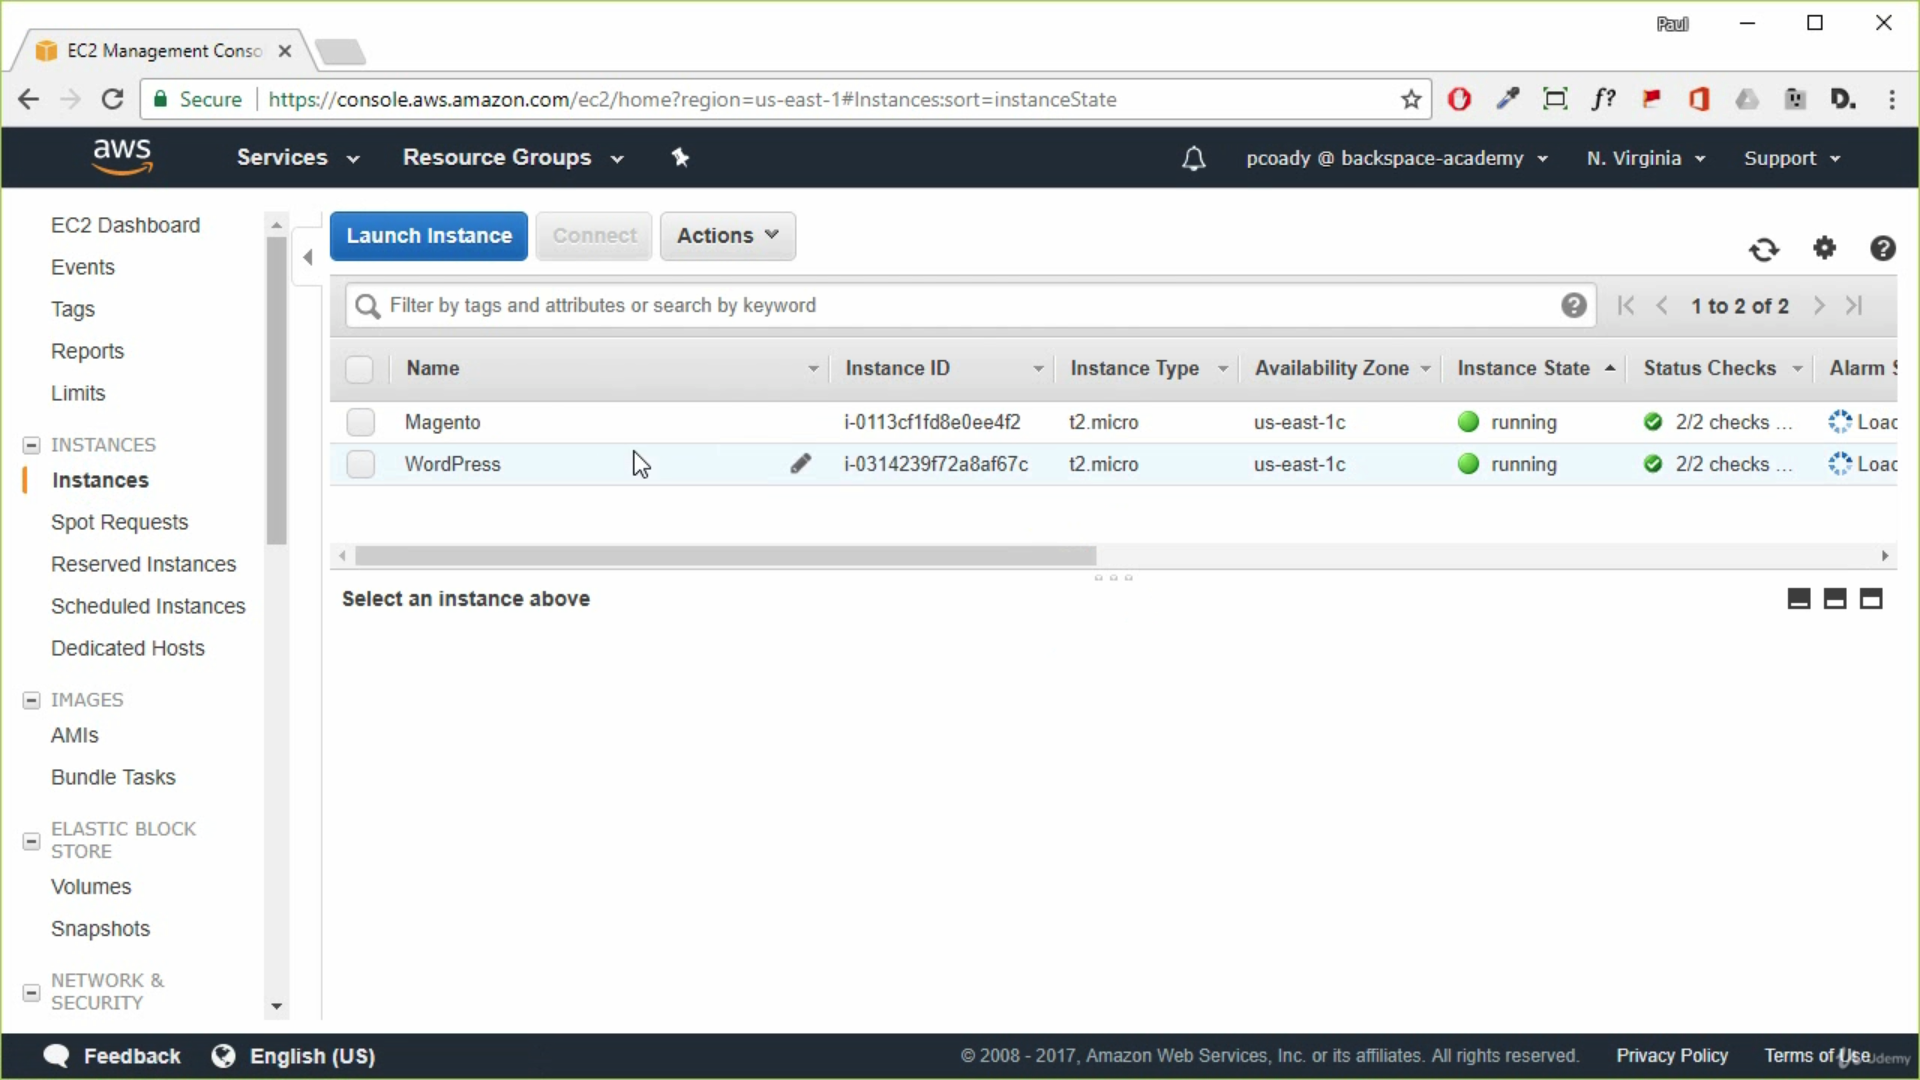 Paul
EC2 Management Conso
Secure https://console.aws.amazon.com/ec2/home?region=us-east-1#Instances:sort=instanceState
f?
D.
aws
Services
Resource Groups
pcoady @ backspace-academy
N. Virginia
Support
EC2 Dashboard
Events
Tags
Reports
Limits
INSTANCES
Instances
Spot Requests
Reserved Instances
Scheduled Instances
Dedicated Hosts
IMAGES
AMIs
Bundle Tasks
ELASTIC BLOCK
STORE
Volumes
Snapshots
NETWORK &
SECURITY
Launch Instance
Connect
Actions
Filter by tags and attributes or search by keyword
1 to 2 of 2
Name Instance ID Instance Type Availability Zone Instance State Status Checks Alarm S
Magento i-0113cf1fd8e0ee4f2 t2.micro us-east-1c running 2/2 checks ... Loac
WordPress i-0314239f72a8af67c t2.micro us-east-1c running 2/2 checks ... Loac
Select an instance above
Feedback
English (US)
© 2008 - 2017, Amazon Web Services, Inc. or its affiliates. All rights reserved.
Privacy Policy
Terms of Use
Udemy